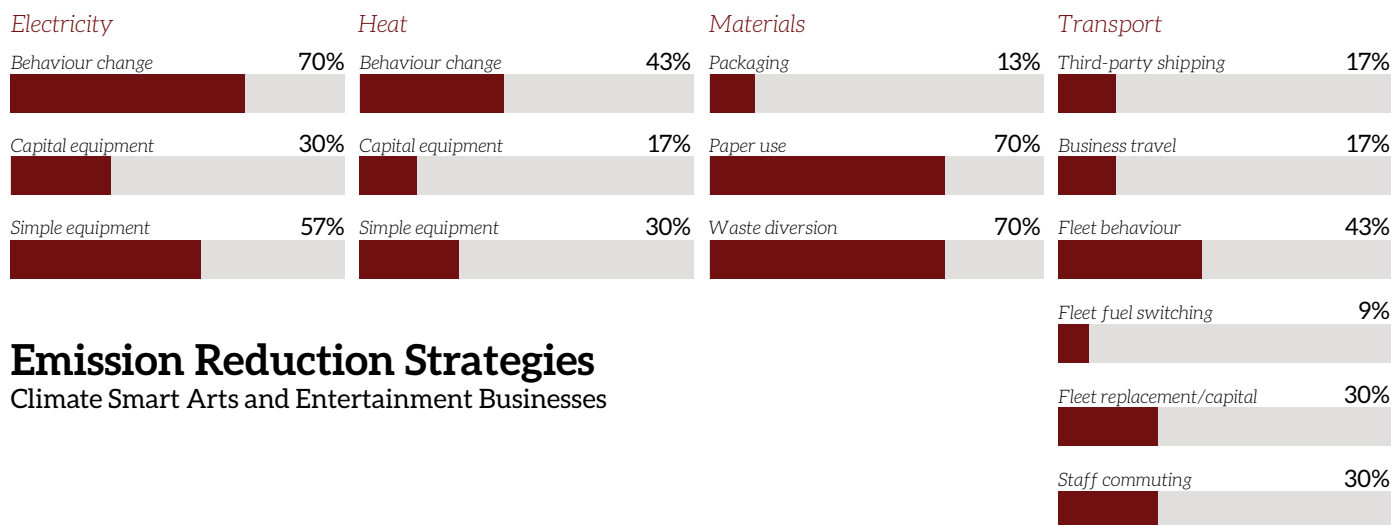 Electricity
Behaviour change 70%
Capital equipment 30%
Simple equipment 57%
Heat
Behaviour change 43%
Capital equipment 17%
Simple equipment 30%
Materials
Packaging 13%
Paper use 70%
Waste diversion 70%
Transport
Third-party shipping 17%
Business travel 17%
Fleet behaviour 43%
Fleet fuel switching 9%
Fleet replacement/capital 30%
Staff commuting 30%
Emission Reduction Strategies
Climate Smart Arts and Entertainment Businesses